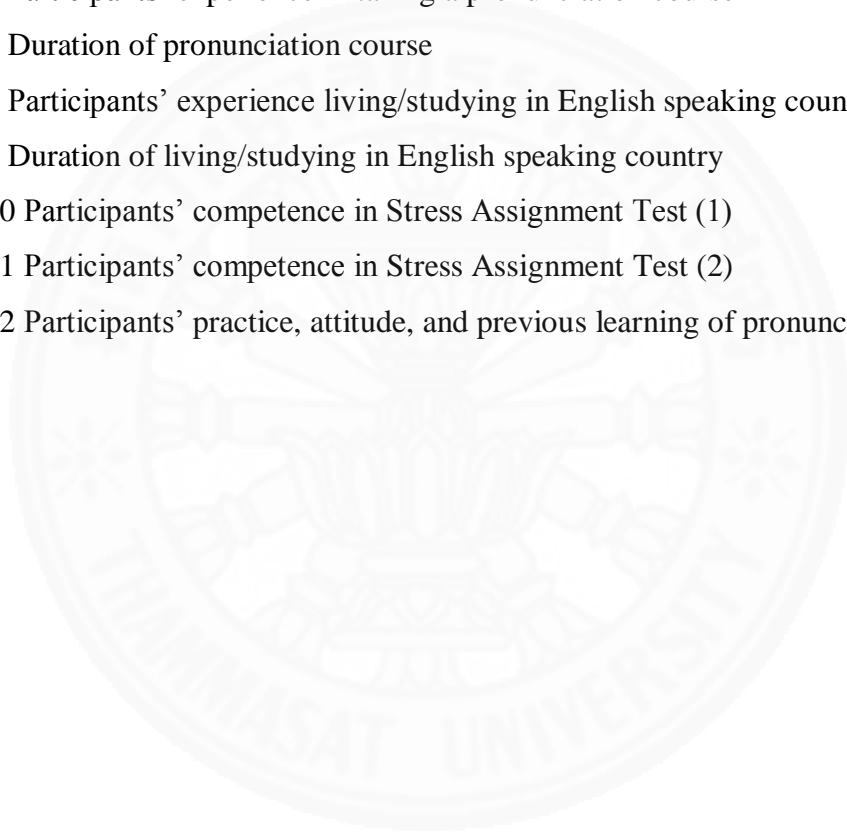 Duration of pronunciation course
Participants’ experience living/studying in English speaking coun
Duration of living/studying in English speaking country
0 Participants’ competence in Stress Assignment Test (1)
1 Participants’ competence in Stress Assignment Test (2)
2 Participants’ practice, attitude, and previous learning of pronunc
THAMMASAT UNIVERSITY